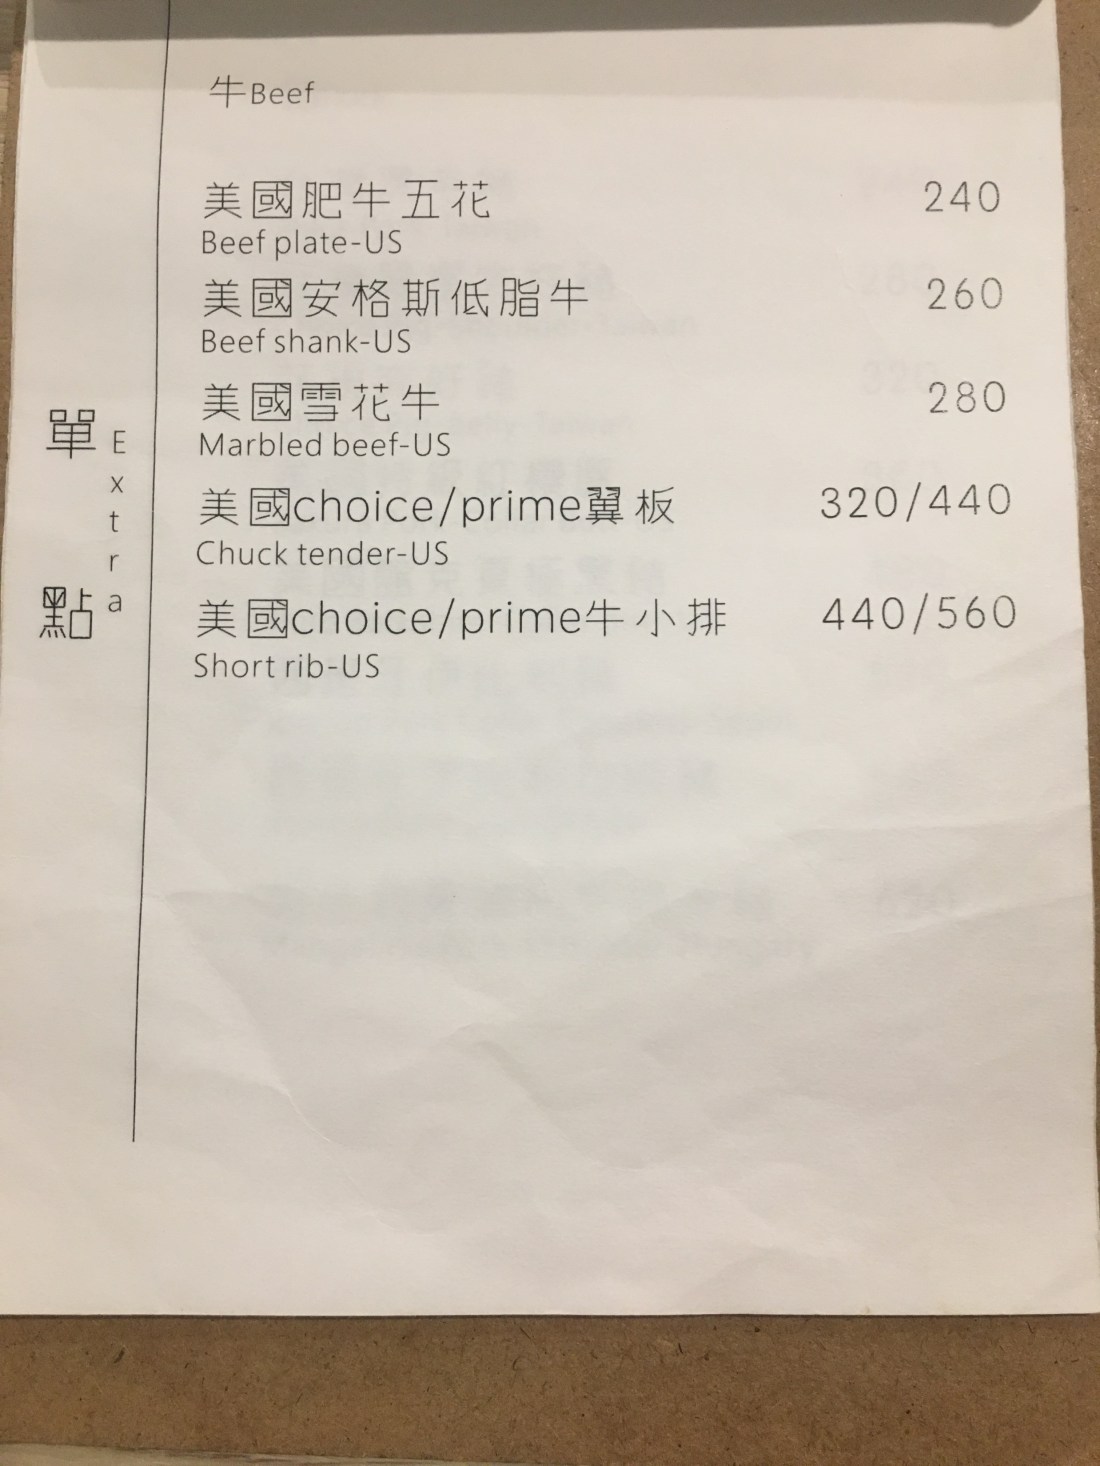 牛Beef
美國肥牛五花 240
Beef plate-US
美國安格斯低脂牛 260
Beef shank-US
美國雪花牛 280
Marbled beef-US
美國choice/prime翼板 320/440
Chuck tender-US
美國choice/prime牛小排 440/560
Short rib-US
單點
Extra